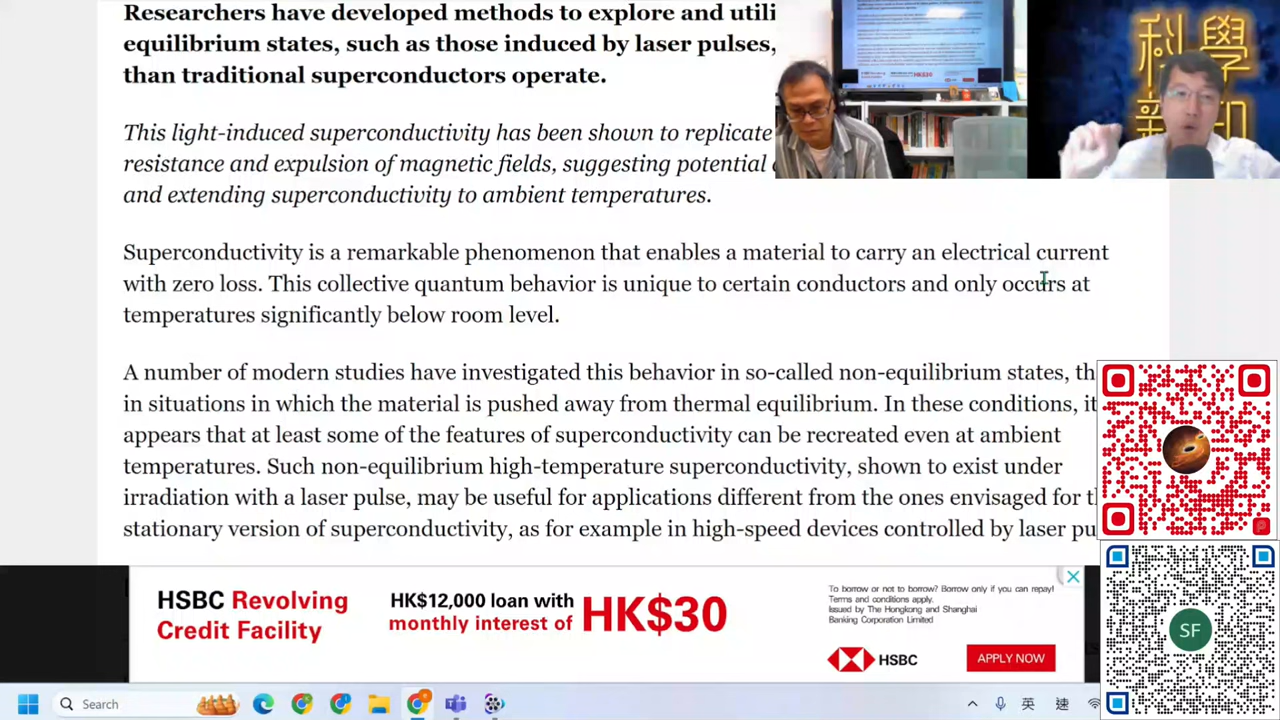 Researchers have developed methods to explore and utili
equilibrium states, such as those induced by laser pulses,
than traditional superconductors operate.
This light-induced superconductivity has been shown to replicate
resistance and expulsion of magnetic fields, suggesting potential
and extending superconductivity to ambient temperatures.
Superconductivity is a remarkable phenomenon that enables a material to carry an electrical current
with zero loss. This collective quantum behavior is unique to certain conductors and only occurs at
temperatures significantly below room level.
A number of modern studies have investigated this behavior in so-called non-equilibrium states, th
in situations in which the material is pushed away from thermal equilibrium. In these conditions, it
appears that at least some of the features of superconductivity can be recreated even at ambient
temperatures. Such non-equilibrium high-temperature superconductivity, shown to exist under
irradiation with a laser pulse, may be useful for applications different from the ones envisaged for t
stationary version of superconductivity, like for example in high-speed devices controlled by laser pu
科學
新知
SF
HSBC Revolving
Credit Facility
HK$12,000 loan with
monthly interest of
HK$30
To borrow or not to borrow? Borrow only if you can repay!
Terms and conditions apply.
Issued by The Hongkong and Shanghai
Banking Corporation Limited
HSBC
APPLY NOW
Search
英
速